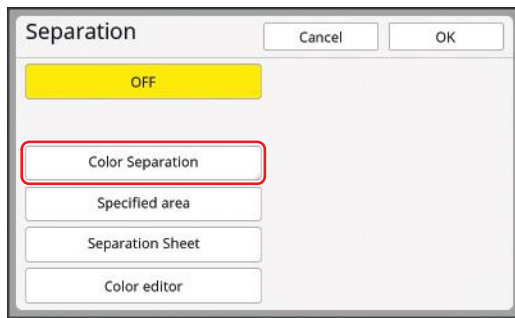 Separation
Cancel
OK
OFF
Color Separation
Specified area
Separation Sheet
Color editor